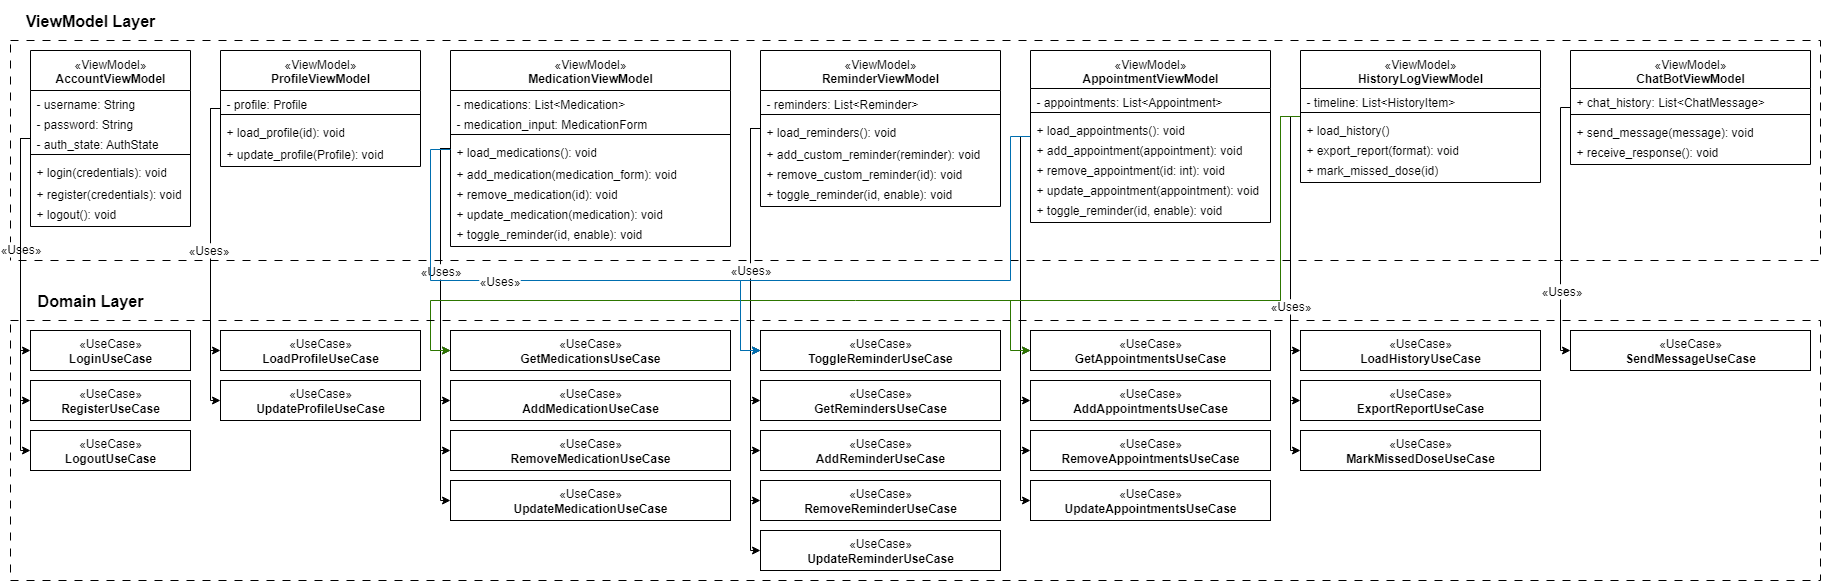 ViewModel Layer
«ViewModel»
AccountViewModel
- username: String
- password: String
- auth_state: AuthState
+ login(credentials): void
+ register(credentials): void
+ logout(): void
«ViewModel»
ProfileViewModel
- profile: Profile
+ load_profile(id): void
+ update_profile(Profile): void
«ViewModel»
MedicationViewModel
- medications: List<Medication>
- medication_input: MedicationForm
+ load_medications(): void
+ add_medication(medication_form): void
+ remove_medication(id): void
+ update_medication(medication): void
+ toggle_reminder(id, enable): void
«ViewModel»
ReminderViewModel
- reminders: List<Reminder>
+ load_reminders(): void
+ add_custom_reminder(reminder): void
+ remove_custom_reminder(id): void
+ toggle_reminder(id, enable): void
«ViewModel»
AppointmentViewModel
- appointments: List<Appointment>
+ load_appointments(): void
+ add_appointment(appointment): void
+ remove_appointment(id: int): void
+ update_appointment(appointment): void
+ toggle_reminder(id, enable): void
«ViewModel»
HistoryLogViewModel
- timeline: List<HistoryItem>
+ load_history()
+ export_report(format): void
+ mark_missed_dose(id)
«ViewModel»
ChatBotViewModel
+ chat_history: List<ChatMessage>
+ send_message(message): void
+ receive_response(): void
«Uses»
«Uses»
«Uses»
«Uses»
«Uses»
«Uses»
«Uses»
Domain Layer
«UseCase»
LoginUseCase
«UseCase»
RegisterUseCase
«UseCase»
LogoutUseCase
«UseCase»
LoadProfileUseCase
«UseCase»
UpdateProfileUseCase
«UseCase»
GetMedicationsUseCase
«UseCase»
AddMedicationUseCase
«UseCase»
RemoveMedicationUseCase
«UseCase»
UpdateMedicationUseCase
«UseCase»
ToggleReminderUseCase
«UseCase»
GetRemindersUseCase
«UseCase»
AddReminderUseCase
«UseCase»
RemoveReminderUseCase
«UseCase»
UpdateReminderUseCase
«UseCase»
GetAppointmentsUseCase
«UseCase»
AddAppointmentsUseCase
«UseCase»
RemoveAppointmentsUseCase
«UseCase»
UpdateAppointmentsUseCase
«UseCase»
LoadHistoryUseCase
«UseCase»
ExportReportUseCase
«UseCase»
MarkMissedDoseUseCase
«UseCase»
SendMessageUseCase